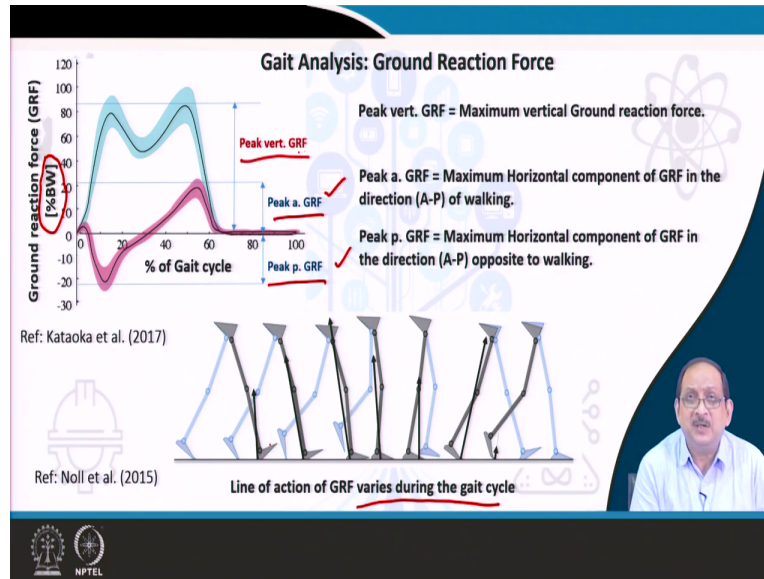 Gait Analysis: Ground Reaction Force
Ground reaction force (GRF)
[%BW]
120
100
80
60
40
20
0
-10
-20
-30
20
40
60
80
100
% of Gait cycle
Peak vert. GRF
Peak a. GRF
Peak p. GRF
Peak vert. GRF = Maximum vertical Ground reaction force.
Peak a. GRF = Maximum Horizontal component of GRF in the
direction (A-P) of walking.
Peak p. GRF = Maximum Horizontal component of GRF in
the direction (A-P) opposite to walking.
Ref: Kataoka et al. (2017)
Ref: Noll et al. (2015)
Line of action of GRF varies during the gait cycle
NPTEL